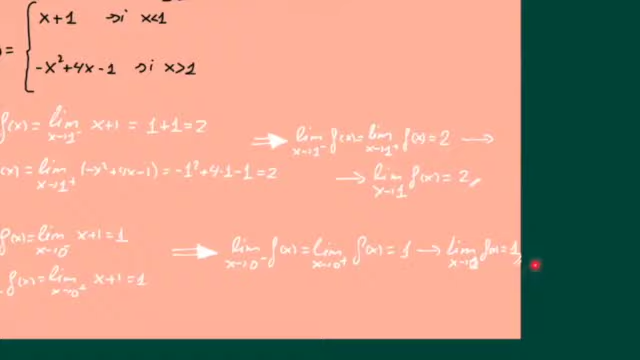 x+1 si x<1
) =
-x²+4x-1 si x>1
f(x) = lim x→1⁻ x+1 = 1+1 = 2
⟹ lim x→1⁻ f(x) = lim x→1⁺ f(x) = 2 →
(x) = lim x→1⁺ (-x²+4x-1) = -1²+4·1-1 = 2
→ lim x→1 f(x) = 2
f(x) = lim x→0⁻ x+1 = 1
⟹ lim x→0⁻ f(x) = lim x→0⁺ f(x) = 1 → lim x→1 f(x) = 1
f(x) = lim x→0⁺ x+1 = 1